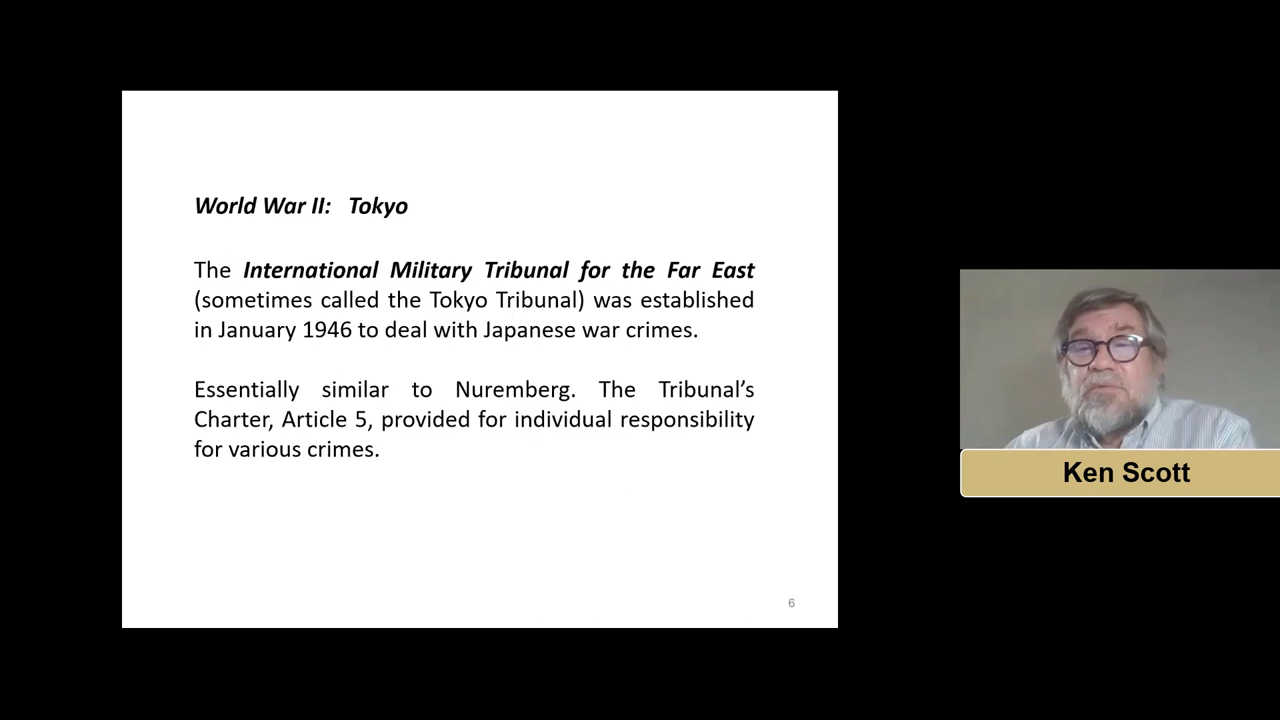 World War II: Tokyo
The International Military Tribunal for the Far East
(sometimes called the Tokyo Tribunal) was established
in January 1946 to deal with Japanese war crimes.
Essentially similar to Nuremberg. The Tribunal’s
Charter, Article 5, provided for individual responsibility
for various crimes.
6
Ken Scott